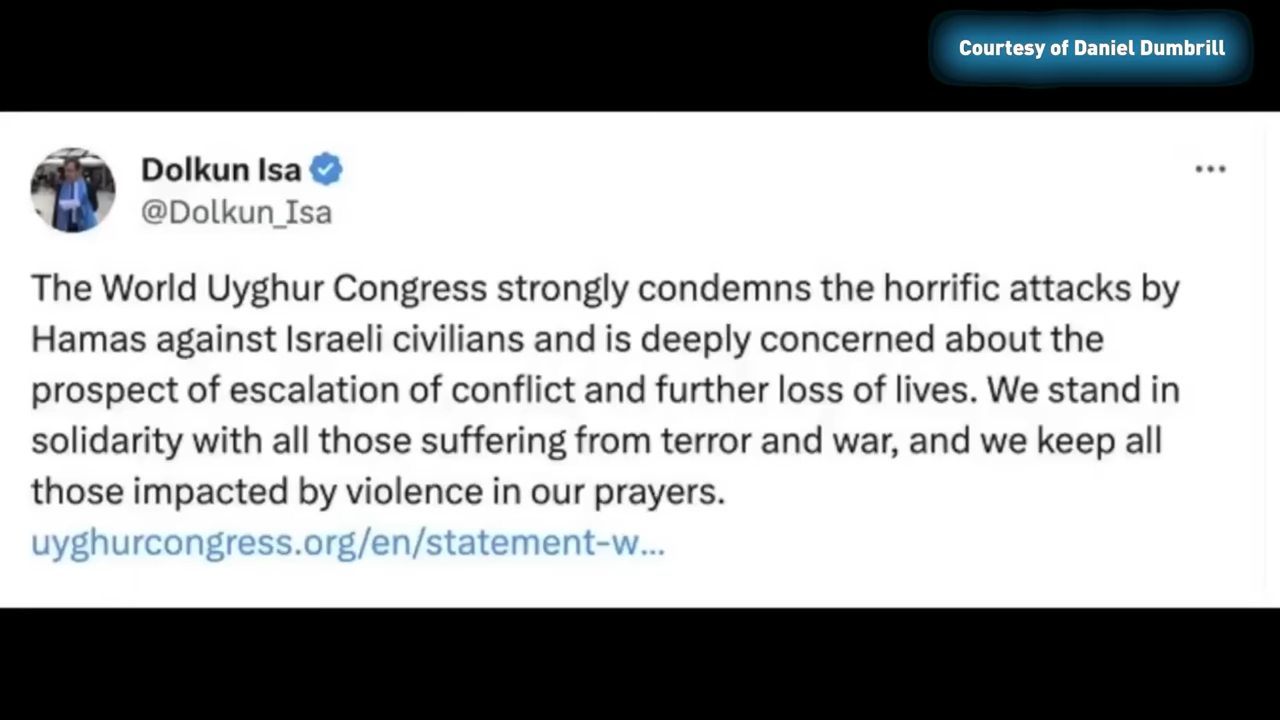 Courtesy of Daniel Dumbrill
Dolkun Isa
@Dolkun_Isa
The World Uyghur Congress strongly condemns the horrific attacks by
Hamas against Israeli civilians and is deeply concerned about the
prospect of escalation of conflict and further loss of lives. We stand in
solidarity with all those suffering from terror and war, and we keep all
those impacted by violence in our prayers.
uyghurcongress.org/en/statement-w...